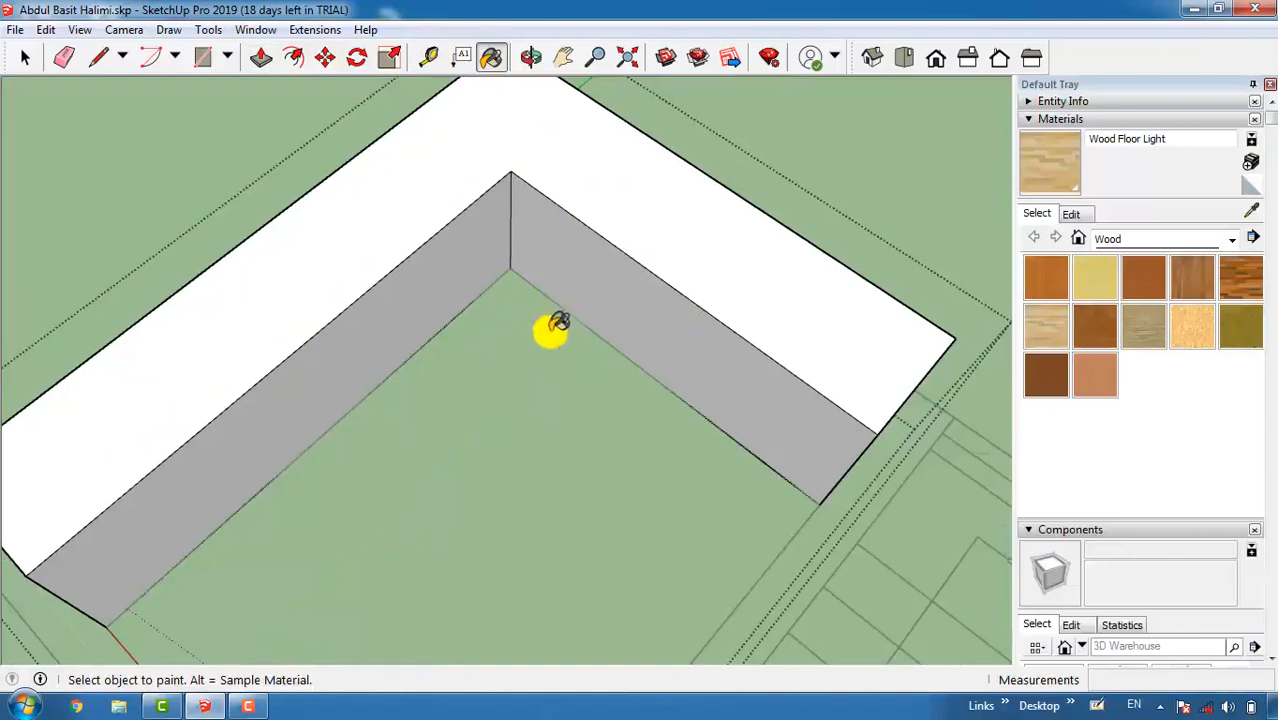 Abdul Basit Halimi.skp - SketchUp Pro 2019 (18 days left in TRIAL)
File Edit View Camera Draw Tools Window Extensions Help
A1
Default Tray
Entity Info
Materials
Wood Floor Light
Select Edit
Wood
Components
Select Edit Statistics
3D Warehouse
Select object to paint. Alt = Sample Material.
Measurements
Links » Desktop » EN